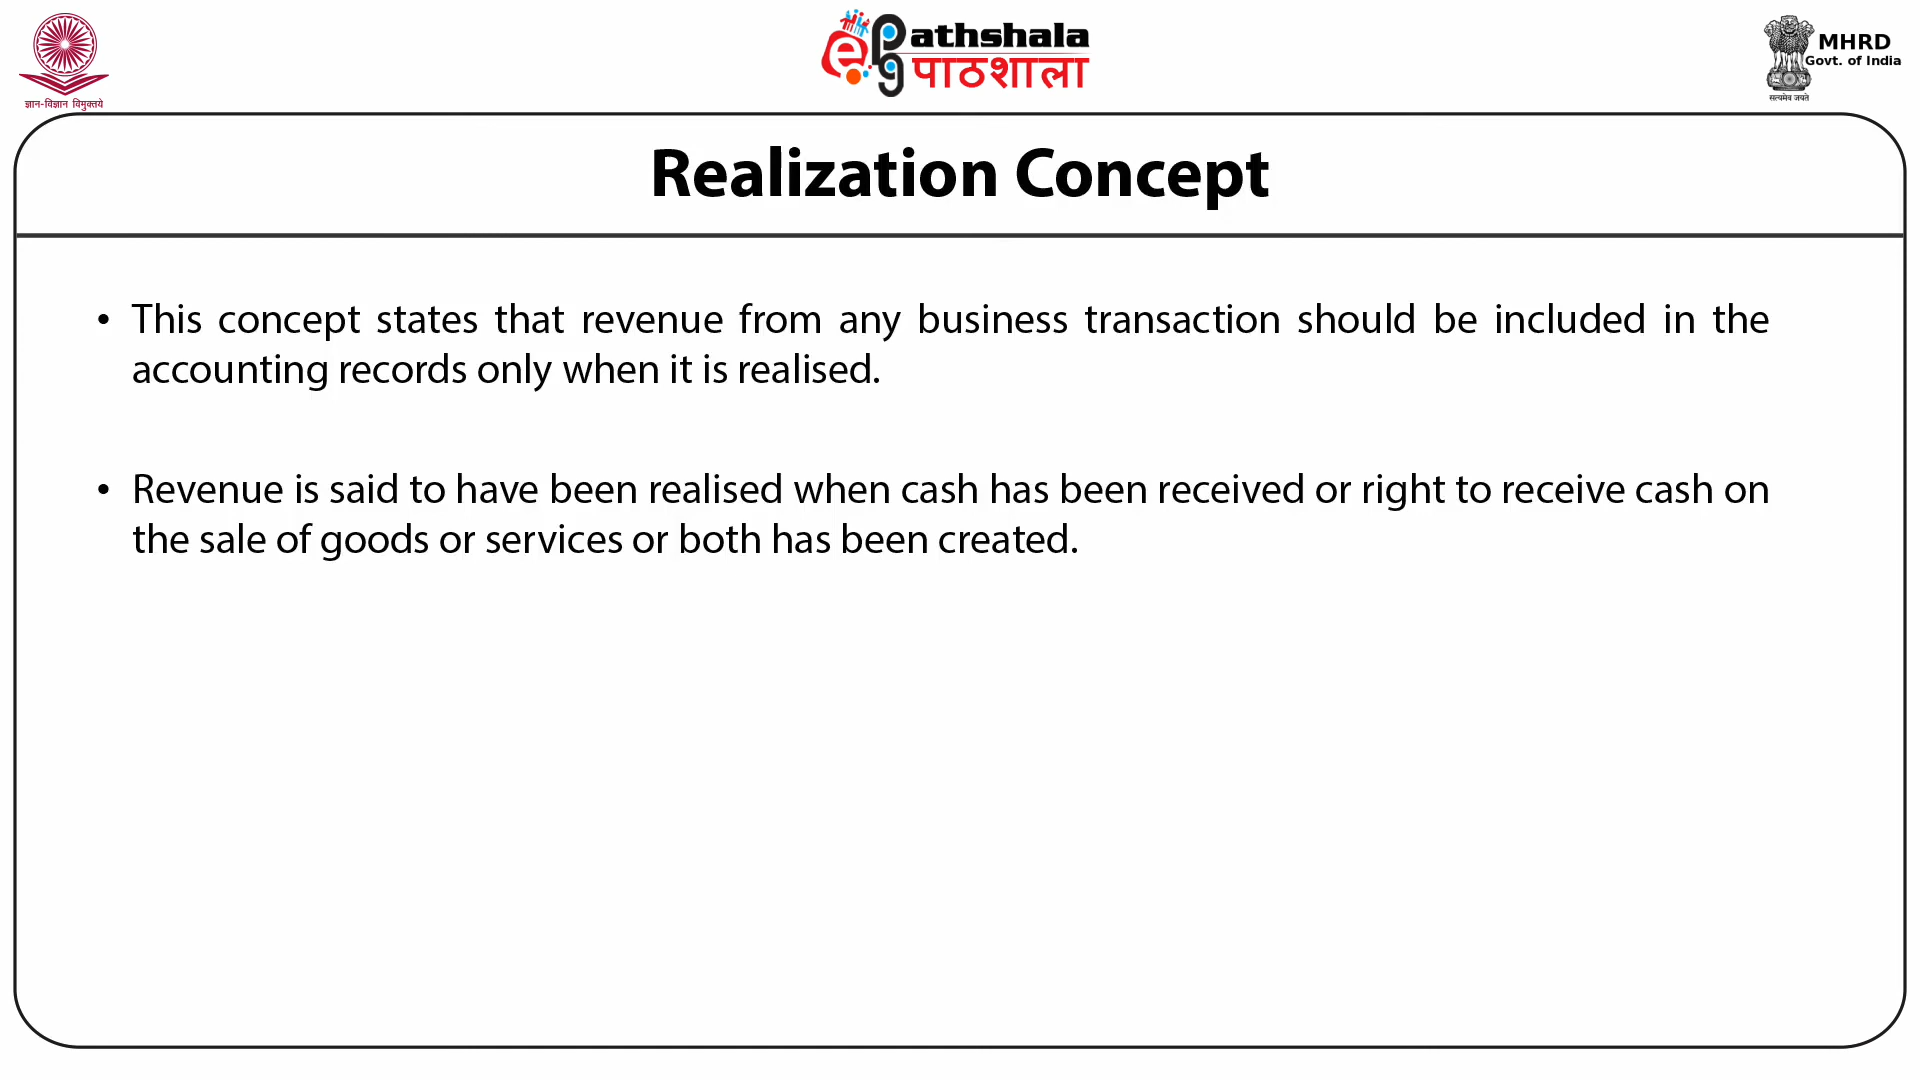 ज्ञान-विज्ञान विमुक्तये
ePG athshala
पाठशाला
MHRD
Govt. of India
सत्यमेव जयते
Realization Concept
• This concept states that revenue from any business transaction should be included in the
accounting records only when it is realised.
• Revenue is said to have been realised when cash has been received or right to receive cash on
the sale of goods or services or both has been created.